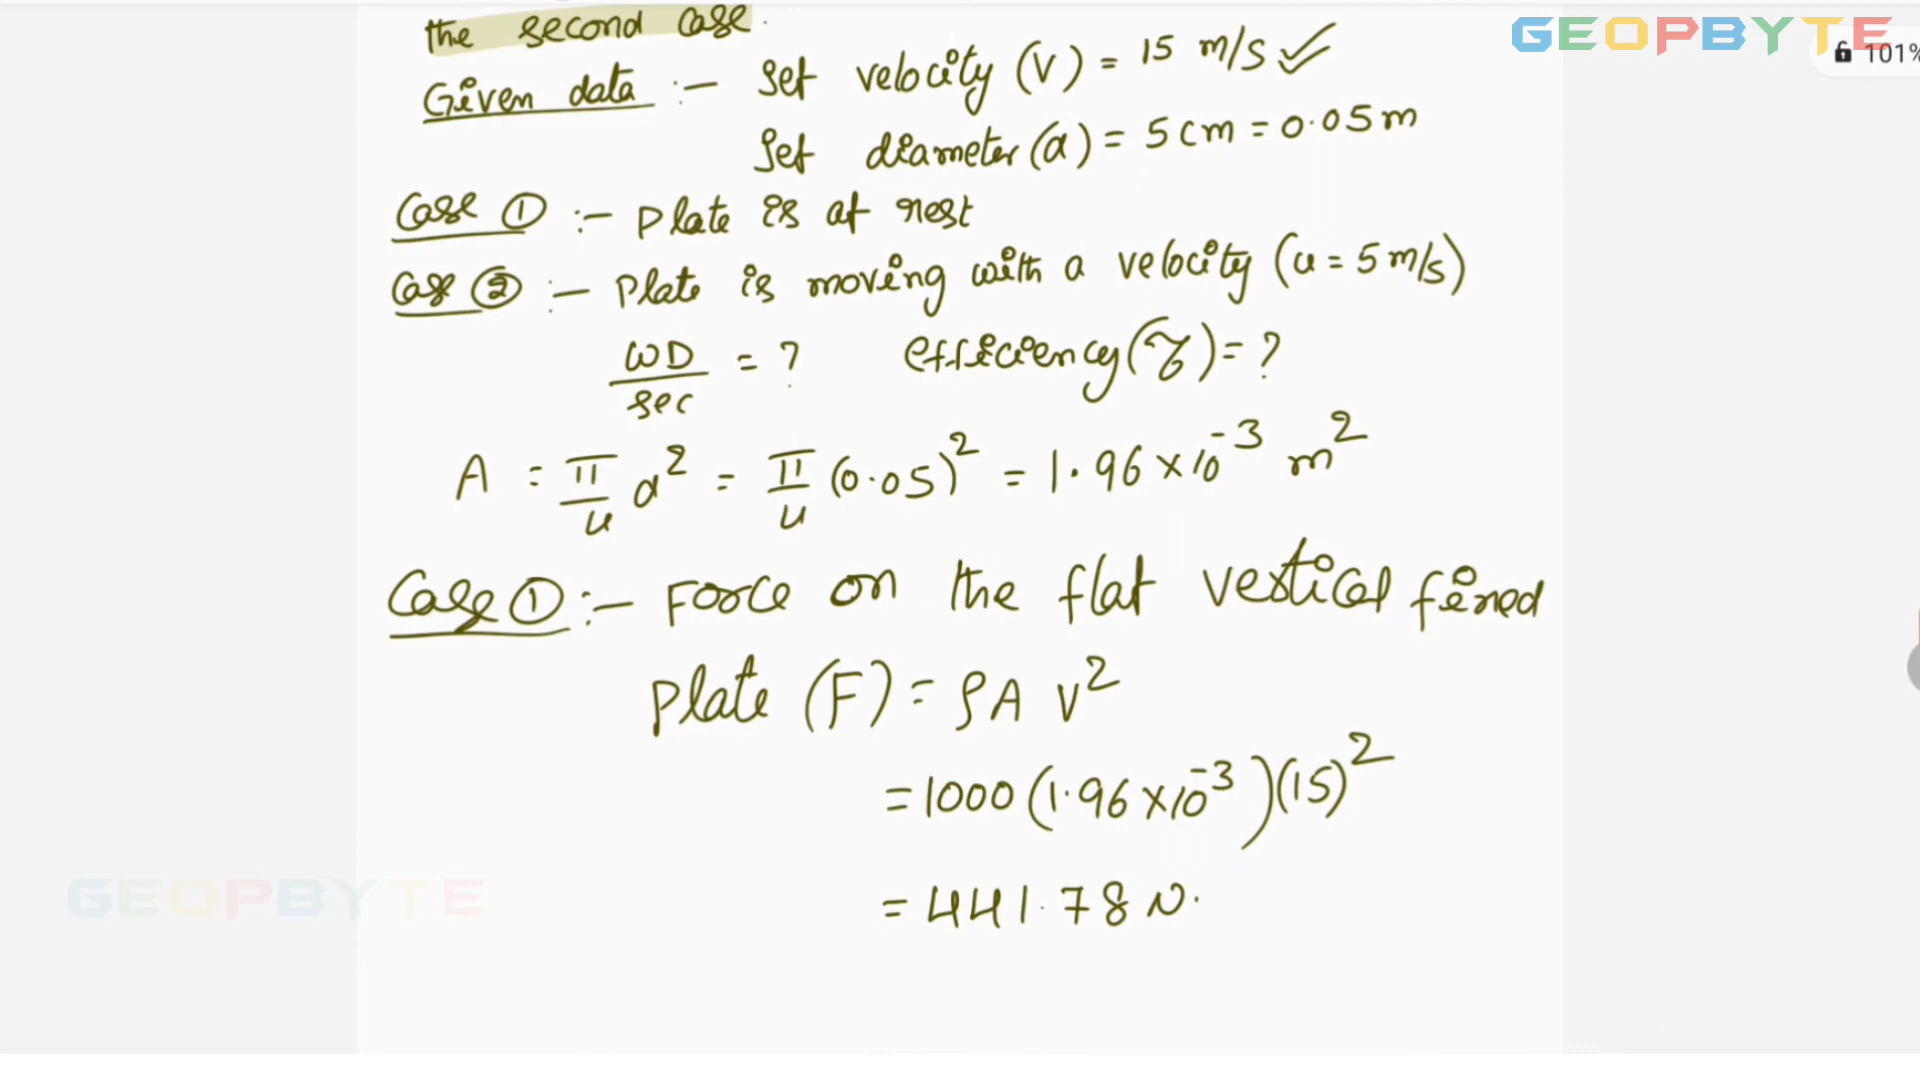 GEOPBYTE
101%
the second case.
Given data :- Jet velocity (V) = 15 m/s ✓
Jet diameter (d) = 5 cm = 0.05 m
Case ① :- Plate is at rest
Case ② :- Plate is moving with a velocity (u = 5 m/s)
WD/sec = ? efficiency (η) = ?
A = π/4 d² = π/4 (0.05)² = 1.96 × 10⁻³ m²
Case ① :- Force on the flat vertical fixed
Plate (F) = ρ A V²
= 1000 (1.96 × 10⁻³) (15)²
= 441.78 N.
GEOPBYTE